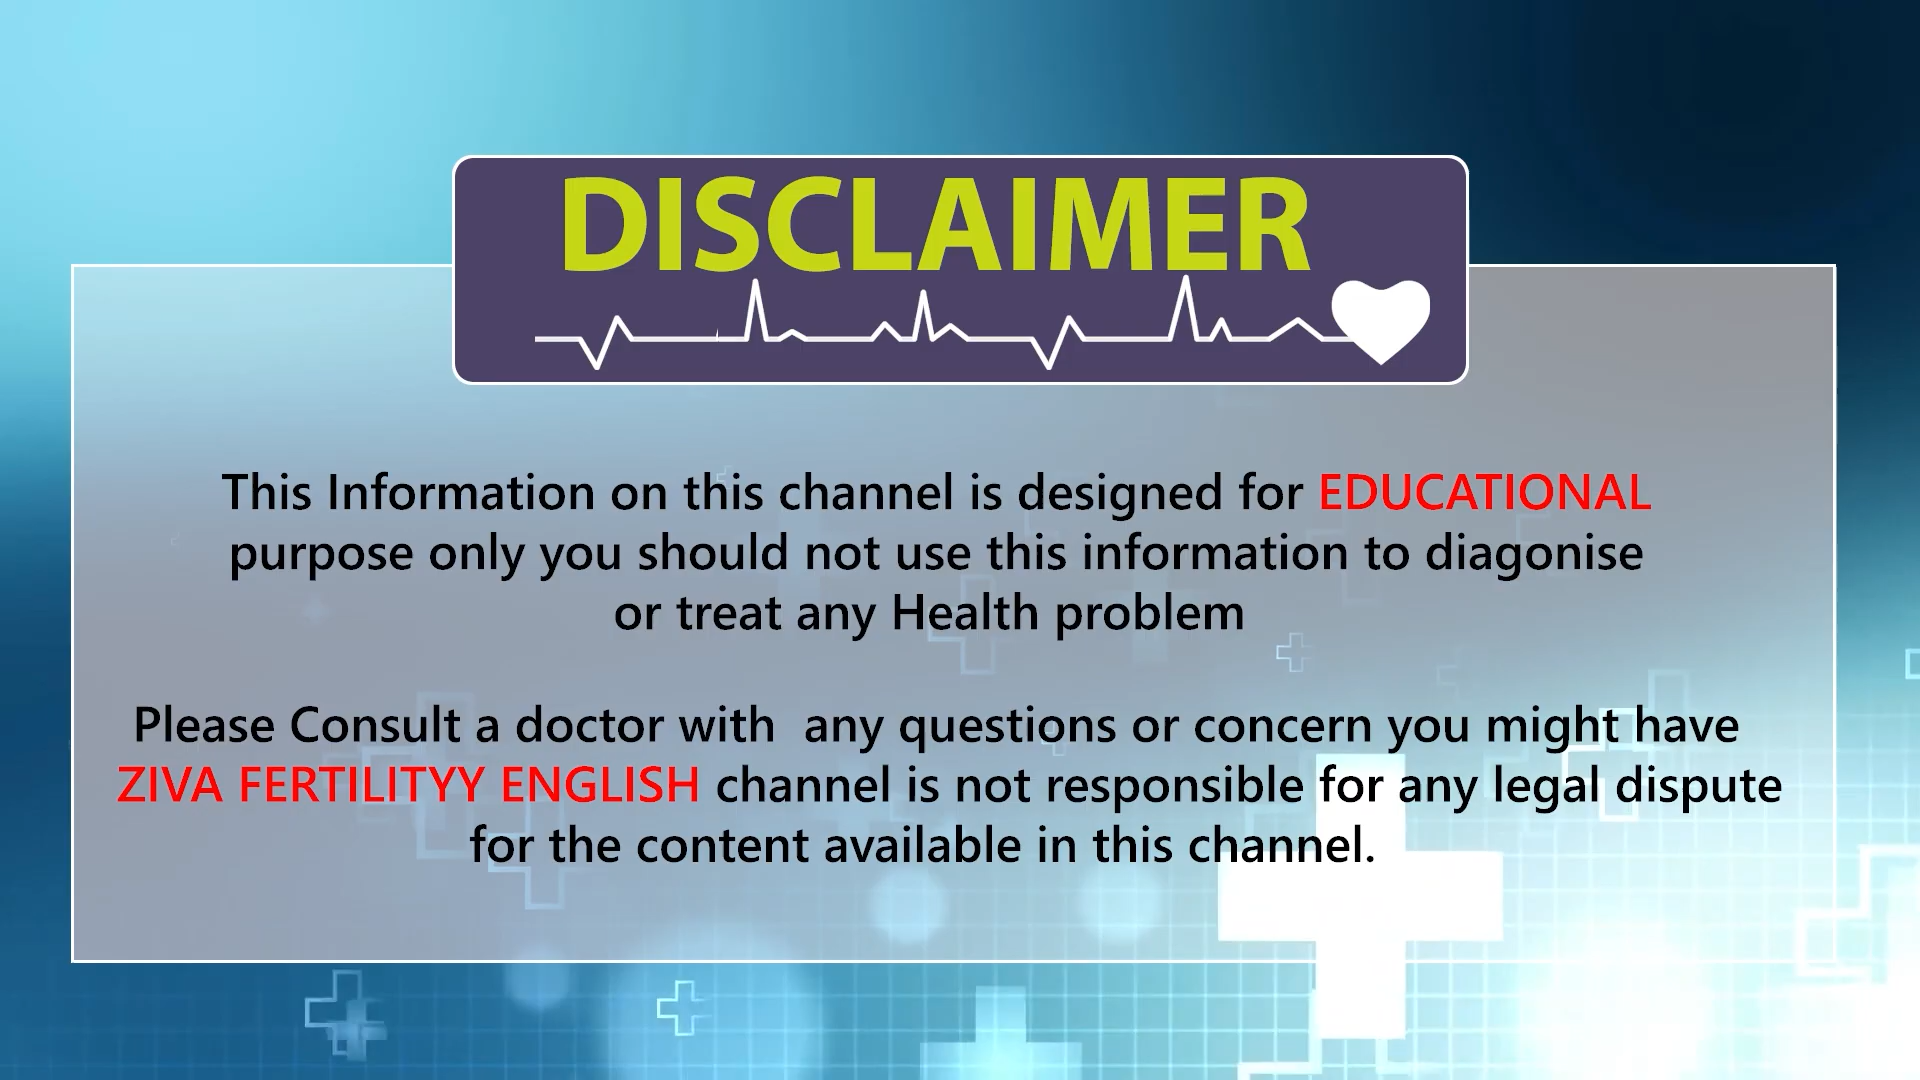 DISCLAIMER
This Information on this channel is designed for EDUCATIONAL
purpose only you should not use this information to diagonise
or treat any Health problem
Please Consult a doctor with  any questions or concern you might have
ZIVA FERTILITYY ENGLISH channel is not responsible for any legal dispute
for the content available in this channel.